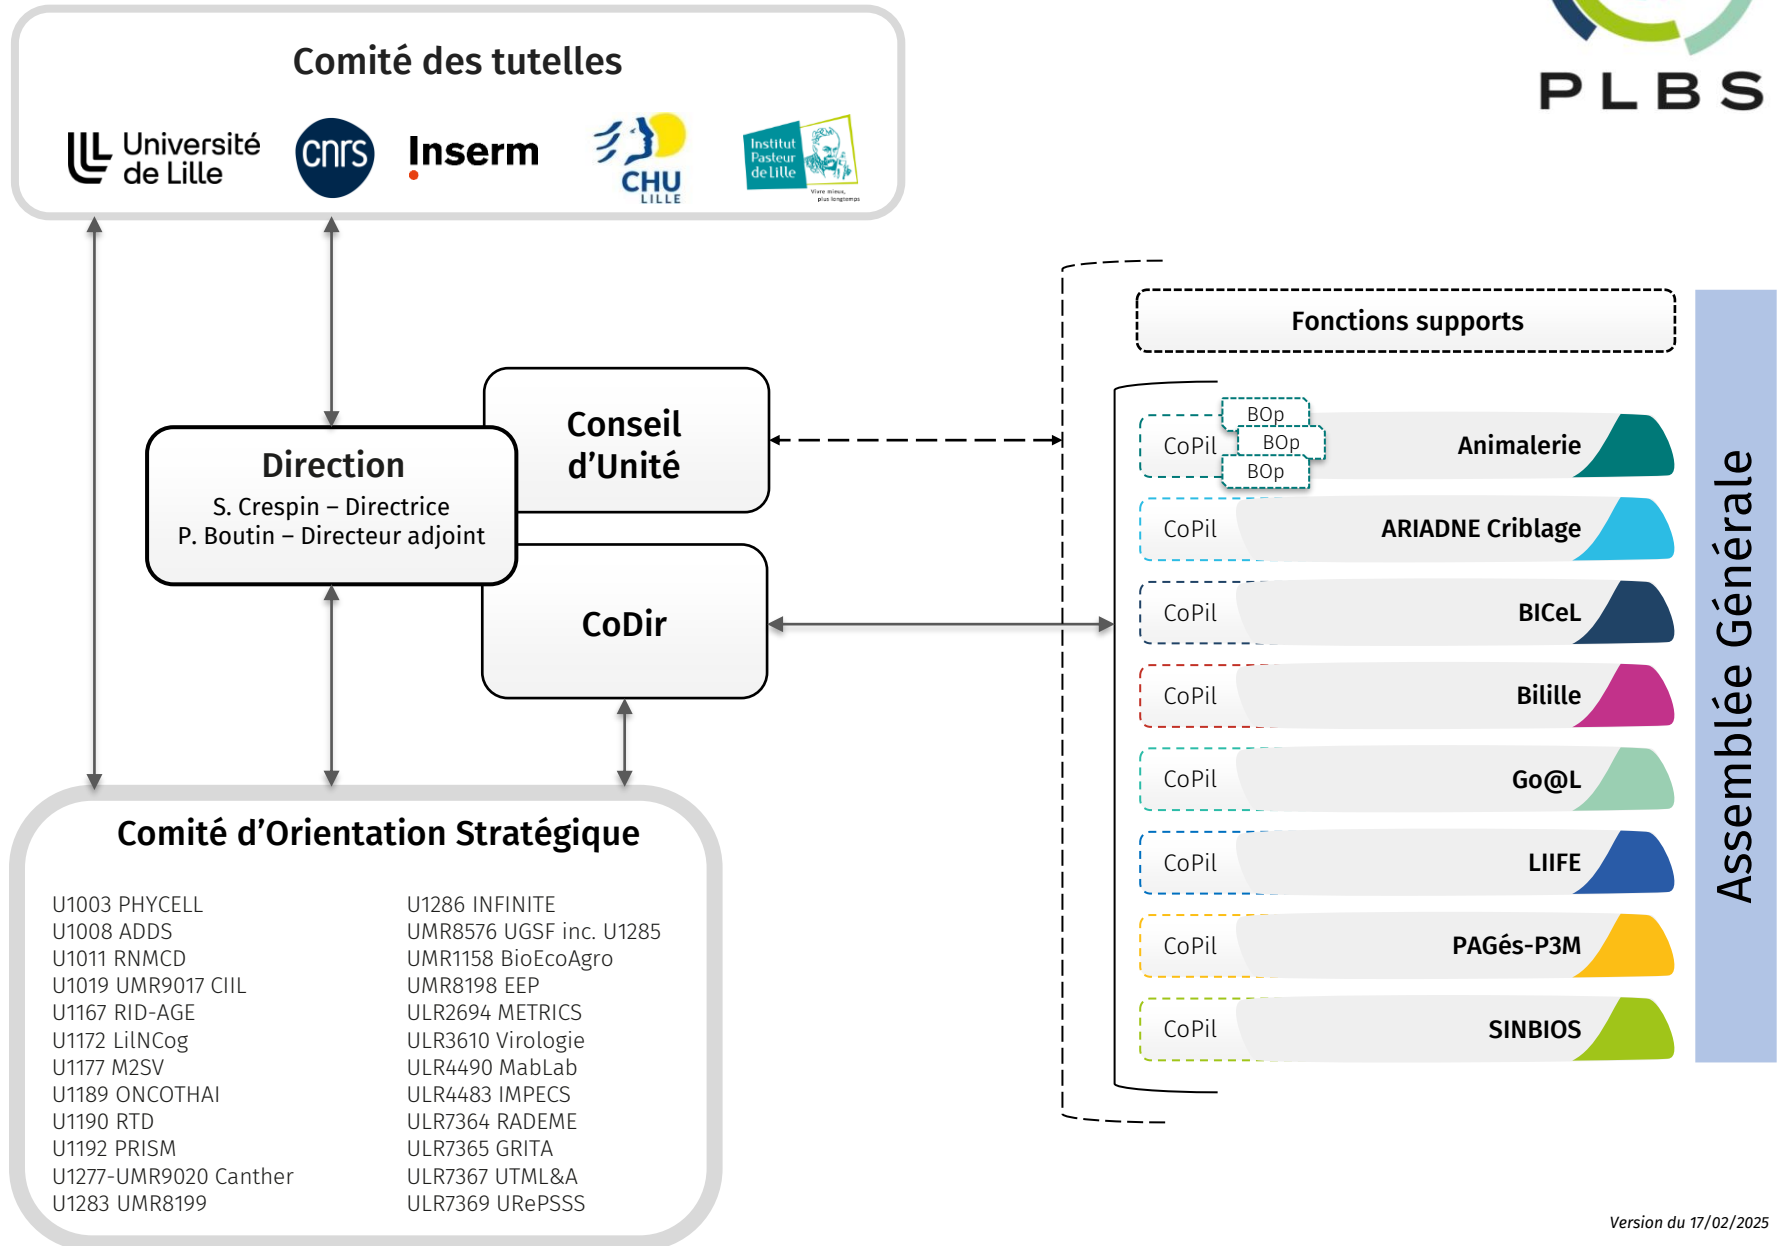 PLBS
Comité des tutelles
Université
de Lille
cnrs
Inserm
CHU
LILLE
Institut
Pasteur
de Lille
Vivre mieux,
plus longtemps
Conseil
d'Unité
Direction
S. Crespin – Directrice
P. Boutin – Directeur adjoint
CoDir
Comité d'Orientation Stratégique
U1003 PHYCELL
U1008 ADDS
U1011 RNMCD
U1019 UMR9017 CIIL
U1167 RID-AGE
U1172 LilNCog
U1177 M2SV
U1189 ONCOTHAI
U1190 RTD
U1192 PRISM
U1277-UMR9020 Canther
U1283 UMR8199
U1286 INFINITE
UMR8576 UGSF inc. U1285
UMR1158 BioEcoAgro
UMR8198 EEP
ULR2694 METRICS
ULR3610 Virologie
ULR4490 MabLab
ULR4483 IMPECS
ULR7364 RADEME
ULR7365 GRITA
ULR7367 UTML&A
ULR7369 URePSSS
Fonctions supports
BOp
BOp
BOp
CoPil Animalerie
CoPil ARIADNE Criblage
CoPil BICeL
CoPil Bilille
CoPil Go@L
CoPil LIIFE
CoPil PAGés-P3M
CoPil SINBIOS
Assemblée Générale
Version du 17/02/2025